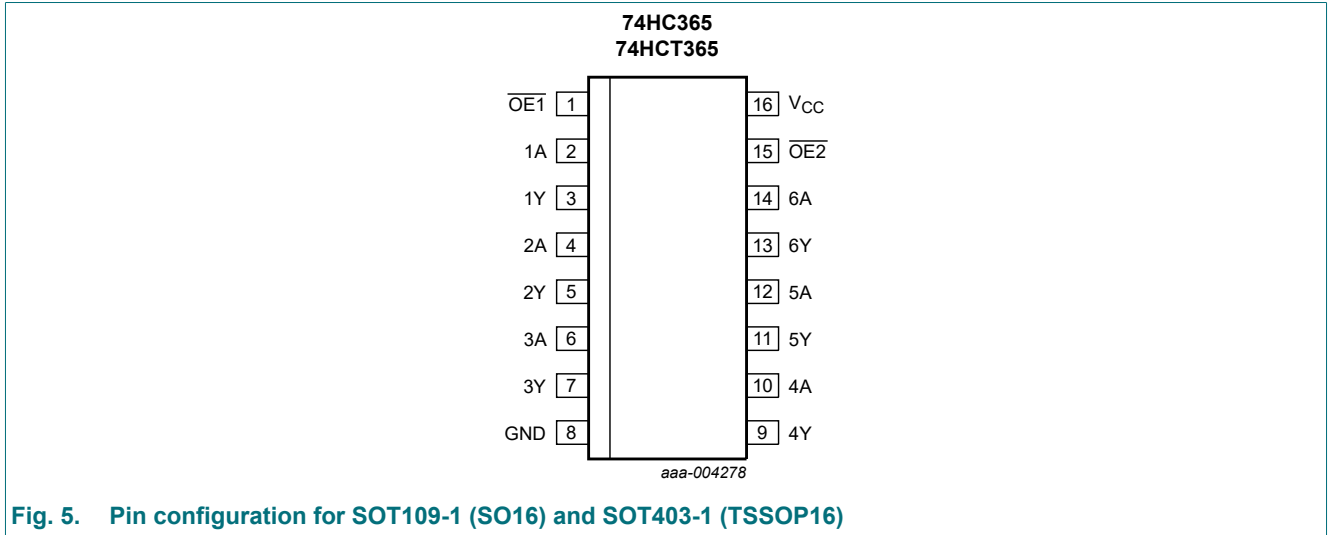 74HC365
74HCT365
O̅E̅1̅ 1
1A 2
1Y 3
2A 4
2Y 5
3A 6
3Y 7
GND 8
16 VCC
15 O̅E̅2̅
14 6A
13 6Y
12 5A
11 5Y
10 4A
9 4Y
aaa-004278
Fig. 5. Pin configuration for SOT109-1 (SO16) and SOT403-1 (TSSOP16)